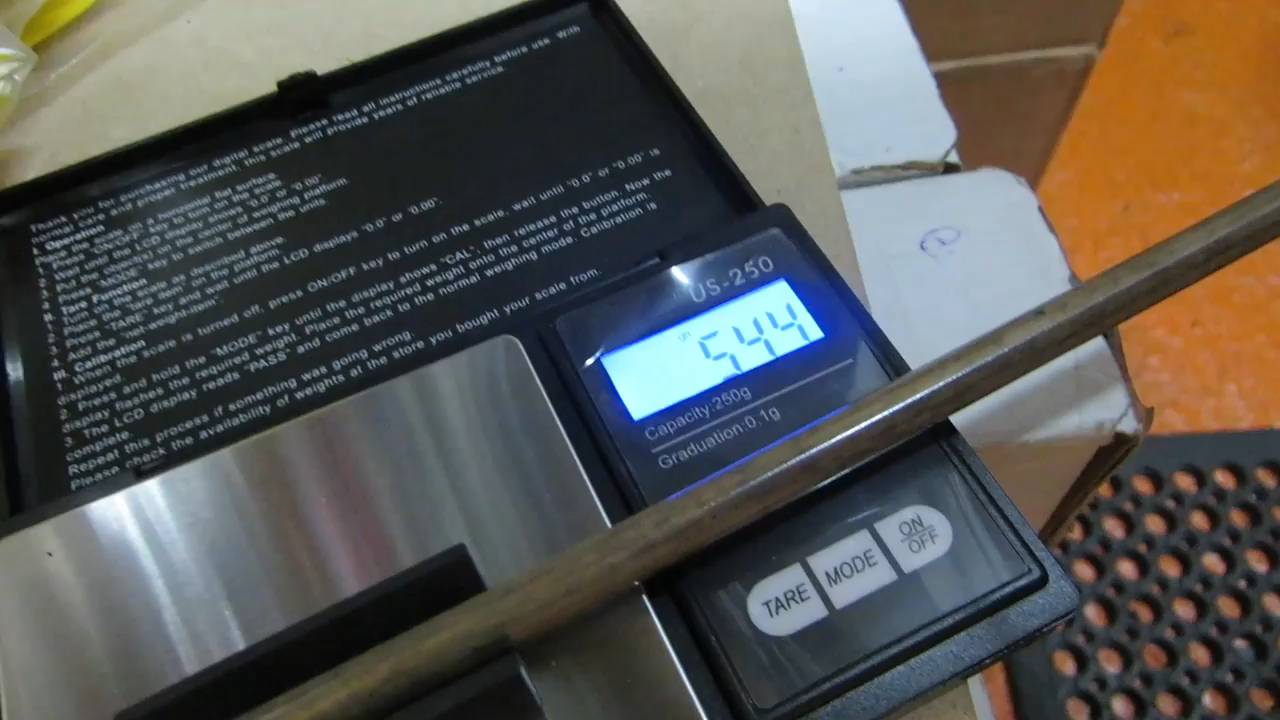 Thank you for purchasing our digital scale. Please read all instructions carefully before use. With
normal care and proper treatment, this scale will provide years of reliable service.
Operation
scale on a horizontal flat surface.
"ON/OFF" key to turn on the scale.
Wait until the LCD display shows "0.0" or "0.00".
Put the object(s) on the center of weighing platform.
"MODE" key to switch between the units
Tare Function
Turn on the scale as described above.
Place the "tare item" on the platform.
Press "TARE" key and wait until the LCD displays "0.0" or "0.00".
Add the "net-weight-item".
Calibration
1. When the scale is turned off, press ON/OFF key to turn on the scale, wait until "0.0" or "0.00" is
displayed.
2. Press and hold the "MODE" key until the display shows "CAL", then release the button. Now the
display flashes the required weight. Place the required weight onto the center of the platform.
3. The LCD display reads "PASS" and come back to the normal weighing mode. Calibration is
complete.
Repeat this process if something was going wrong.
Please check the availability of weights at the store you bought your scale from.
US-250
544
Capacity:250g
Graduation:0.1g
TARE
MODE
ON
OFF